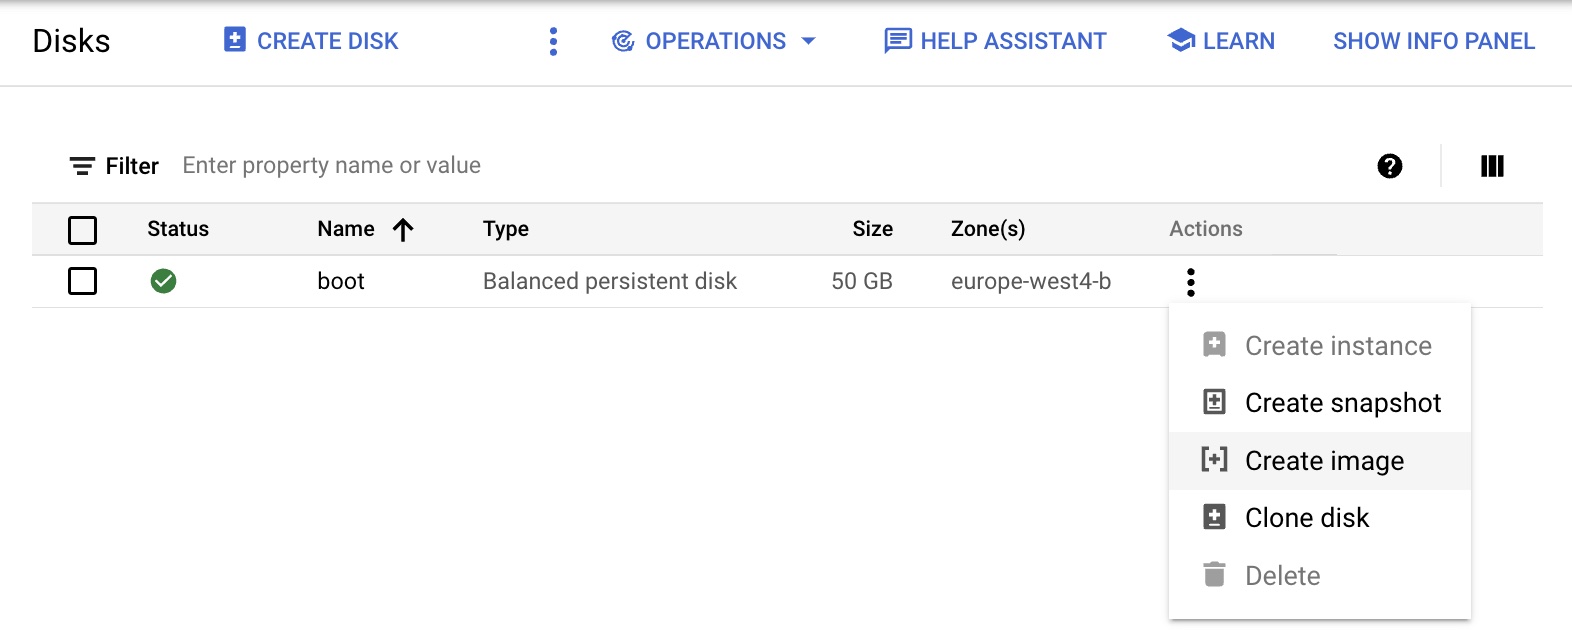 Disks CREATE DISK OPERATIONS HELP ASSISTANT LEARN SHOW INFO PANEL
Filter Enter property name or value
Status Name Type Size Zone(s) Actions
boot Balanced persistent disk 50 GB europe-west4-b
Create instance
Create snapshot
Create image
Clone disk
Delete